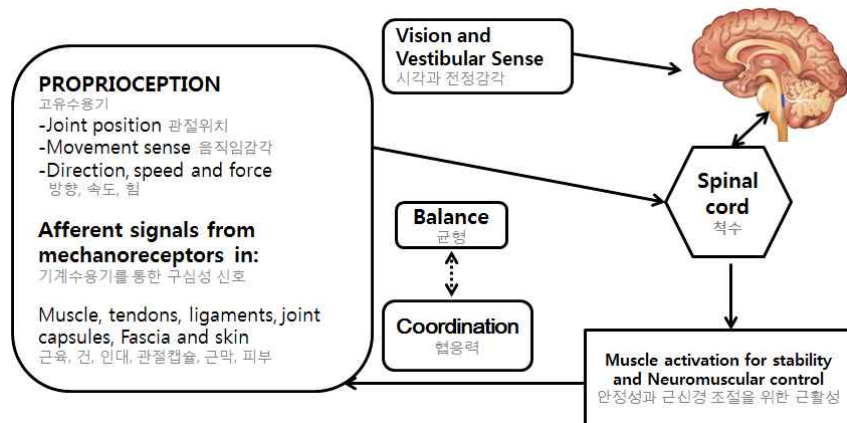 PROPRIOCEPTION
고유수용기
-Joint position 관절위치
-Movement sense 움직임감각
-Direction, speed and force
방향, 속도, 힘
Afferent signals from
mechanoreceptors in:
기계수용기를 통한 구심성 신호
Muscle, tendons, ligaments, joint
capsules, Fascia and skin
근육, 건, 인대, 관절캡슐, 근막, 피부
Vision and
Vestibular Sense
시각과 전정감각
Balance
균형
Coordination
협응력
Spinal
cord
척수
Muscle activation for stability
and Neuromuscular control
안정성과 근신경 조절을 위한 근활성